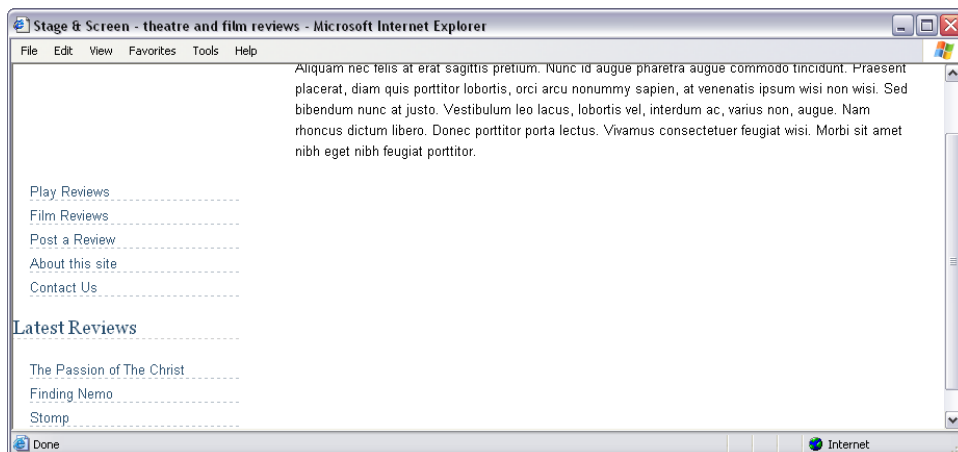 Stage & Screen - theatre and film reviews - Microsoft Internet Explorer
File Edit View Favorites Tools Help
Aliquam nec felis at erat sagittis pretium. Nunc id augue pharetra augue commodo tincidunt. Praesent
placerat, diam quis porttitor lobortis, orci arcu nonummy sapien, at venenatis ipsum wisi non wisi. Sed
bibendum nunc at justo. Vestibulum leo lacus, lobortis vel, interdum ac, varius non, augue. Nam
rhoncus dictum libero. Donec porttitor porta lectus. Vivamus consectetuer feugiat wisi. Morbi sit amet
nibh eget nibh feugiat porttitor.
Play Reviews
Film Reviews
Post a Review
About this site
Contact Us
Latest Reviews
The Passion of The Christ
Finding Nemo
Stomp
Done Internet